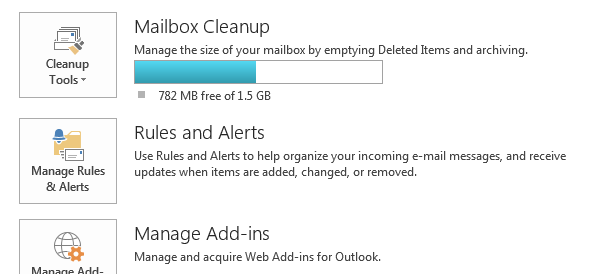 Mailbox Cleanup
Manage the size of your mailbox by emptying Deleted Items and archiving.
Cleanup
Tools
782 MB free of 1.5 GB
Rules and Alerts
Use Rules and Alerts to help organize your incoming e-mail messages, and receive
updates when items are added, changed, or removed.
Manage Rules
& Alerts
Manage Add-ins
Manage and acquire Web Add-ins for Outlook.
Manage Add-